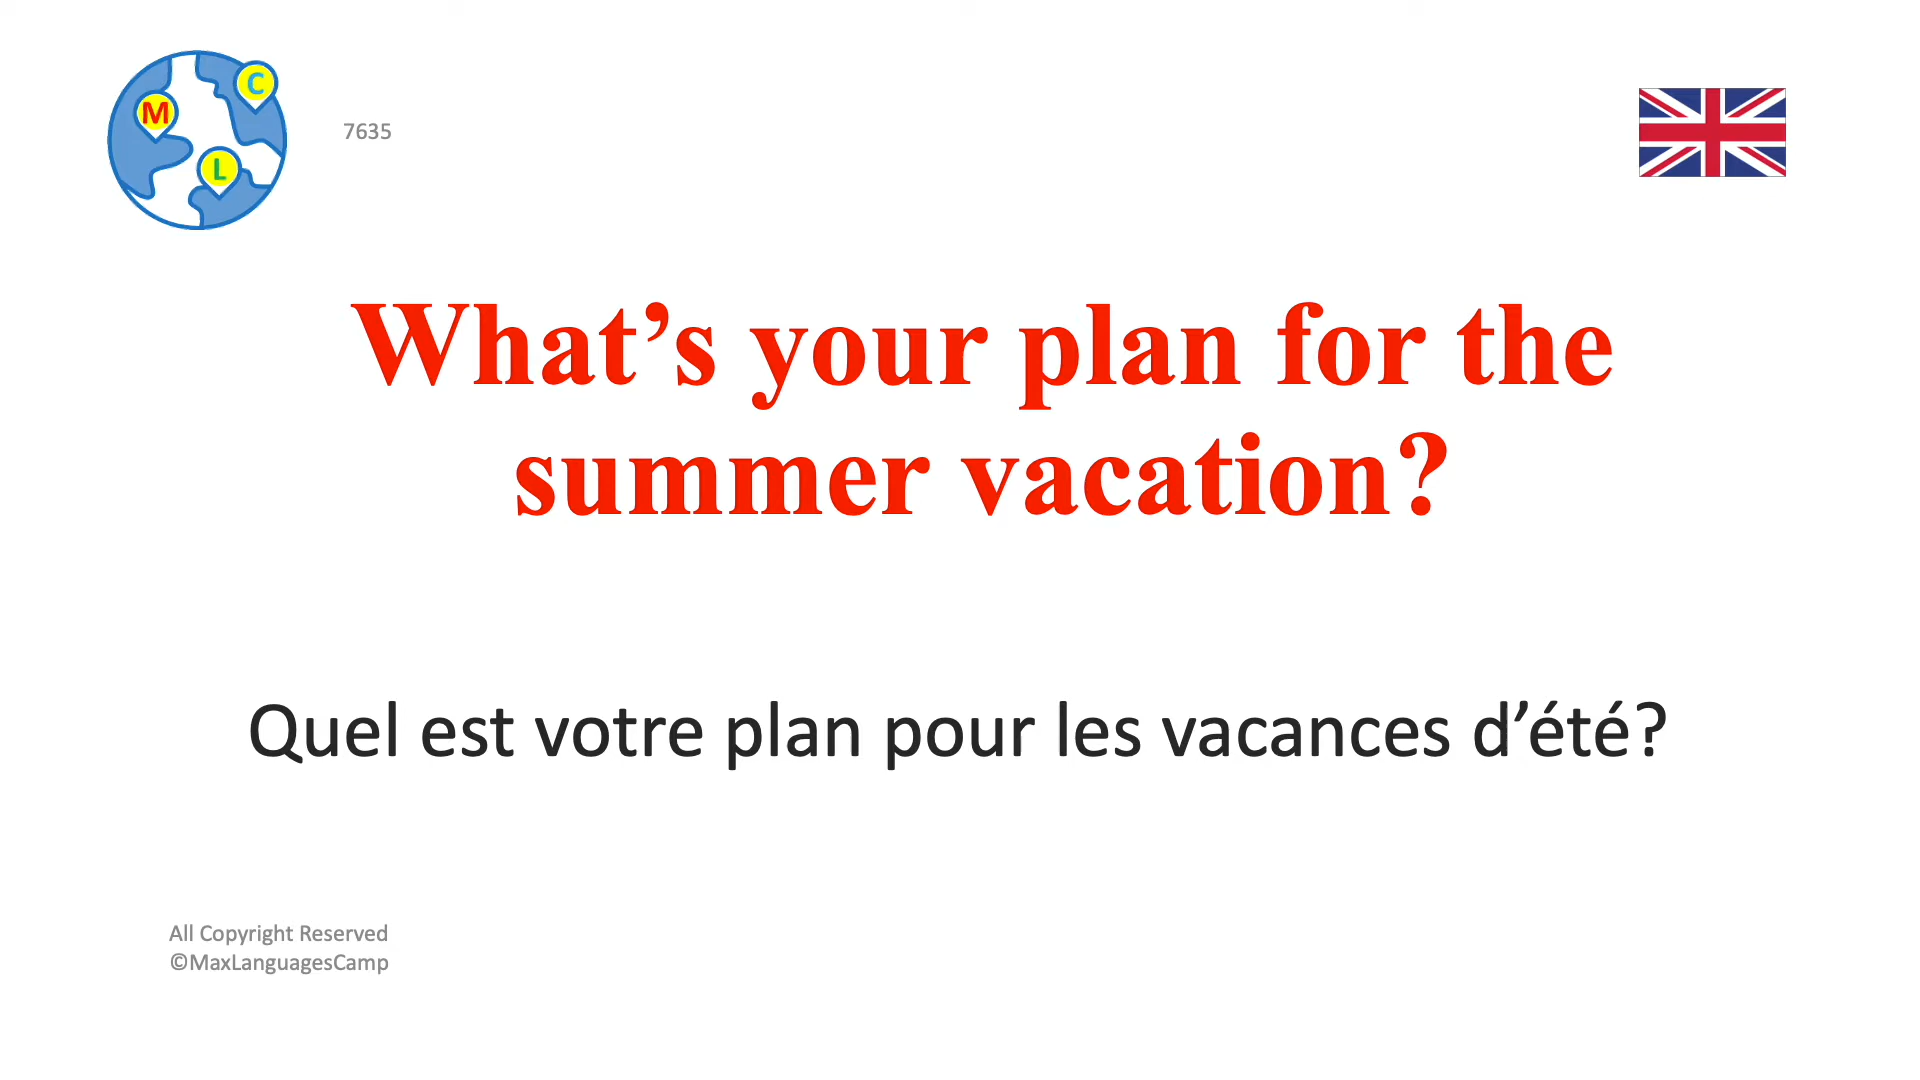 M
C
L
7635
What’s your plan for the
summer vacation?
Quel est votre plan pour les vacances d’été?
All Copyright Reserved
©MaxLanguagesCamp